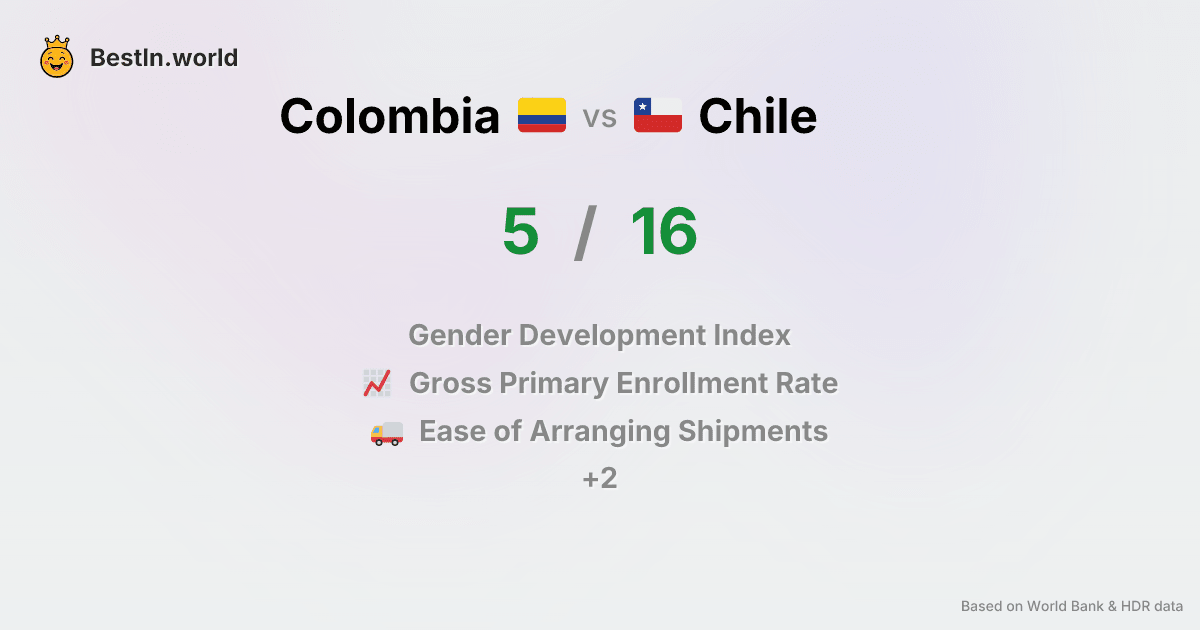 BestIn.world
Colombia vs Chile
5 / 16
Gender Development Index
Gross Primary Enrollment Rate
Ease of Arranging Shipments
+2
Based on World Bank & HDR data